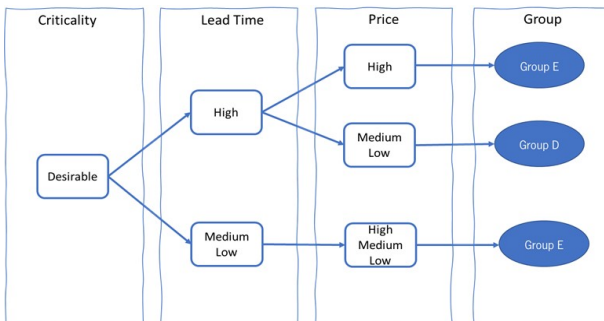 Criticality
Lead Time
Price
Group
High
Group E
High
Medium
Low
Group D
Desirable
Medium
Low
High
Medium
Low
Group E